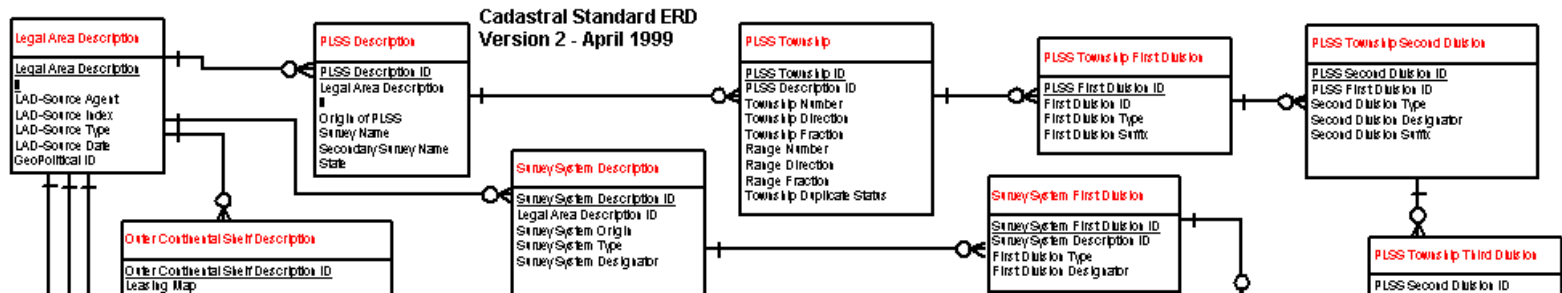 Cadastral Standard ERD
Version 2 - April 1999
Legal Area Description
Legal Area Description
LAD-Source Agent
LAD-Source Index
LAD-Source Type
LAD-Source Date
GeoPolitical ID
PLSS Description
PLSS Description ID
Legal Area Description
Origin of PLSS
Survey Name
Secondary Survey Name
State
PLSS Township
PLSS Township ID
PLSS Description ID
Township Number
Township Direction
Township Fraction
Range Number
Range Direction
Range Fraction
Township Duplicate Status
PLSS Township First Division
PLSS First Division ID
First Division ID
First Division Type
First Division Suffix
PLSS Township Second Division
PLSS Second Division ID
PLSS First Division ID
Second Division Type
Second Division Designator
Second Division Suffix
Survey System Description
Survey System Description ID
Legal Area Description ID
Survey System Origin
Survey System Type
Survey System Designator
Survey System First Division
Survey System First Division ID
Survey System Description ID
First Division Type
First Division Designator
Outer Continental Shelf Description
Outer Continental Shelf Description ID
Leasing Map
PLSS Township Third Division
PLSS Second Division ID